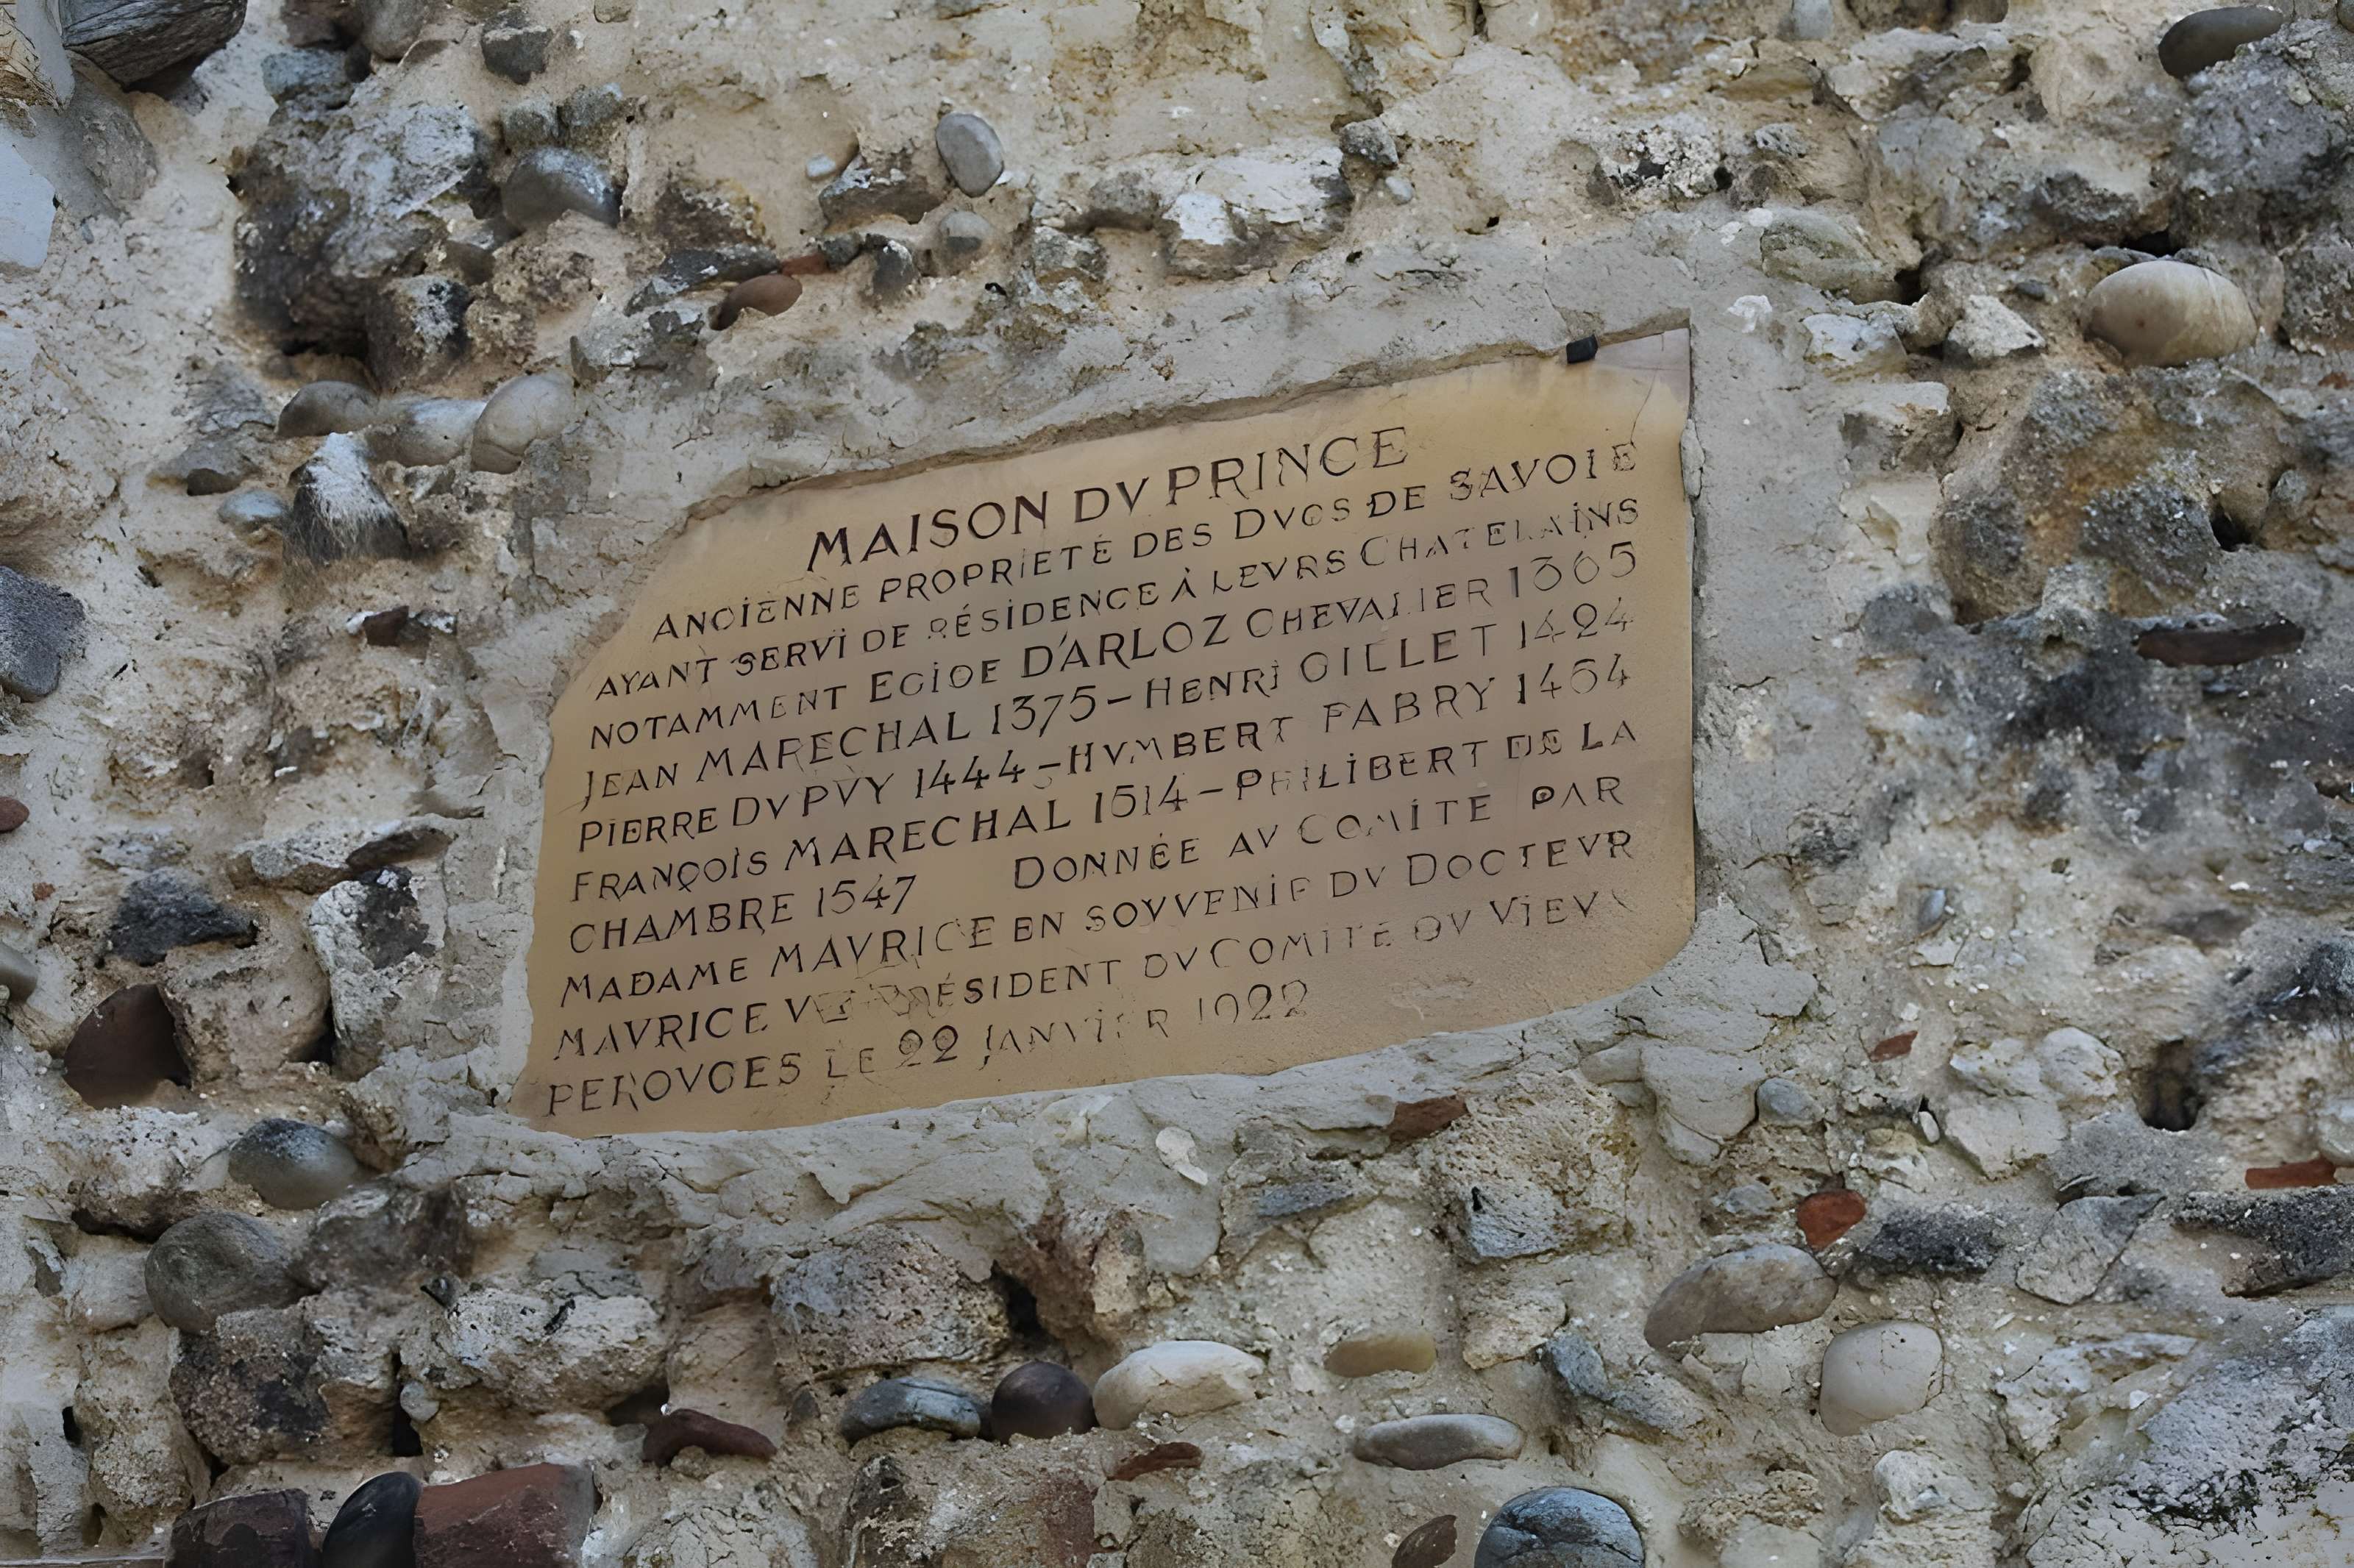 MAISON DV PRINCE
ANCIENNE PROPRIETÉ DES DVCS DE SAVOIE
AYANT SERVI DE RÉSIDENCE À LEVRS CHATELAINS
NOTAMMENT EGIDE D'ARLOZ CHEVALIER 1365
JEAN MARECHAL 1375 – HENRI GILLET 1424
PIERRE DV PVY 1444 – HVMBERT FABRY 1464
FRANÇOIS MARECHAL 1514 – PHILIBERT DE LA
CHAMBRE 1547 DONNÉE AV COMITÉ PAR
MADAME MAVRICE EN SOVVENIR DV DOCTEVR
MAVRICE PRÉSIDENT DV COMITÉ DV VIEVX
PEROVGES LE 22 JANVIER 1922